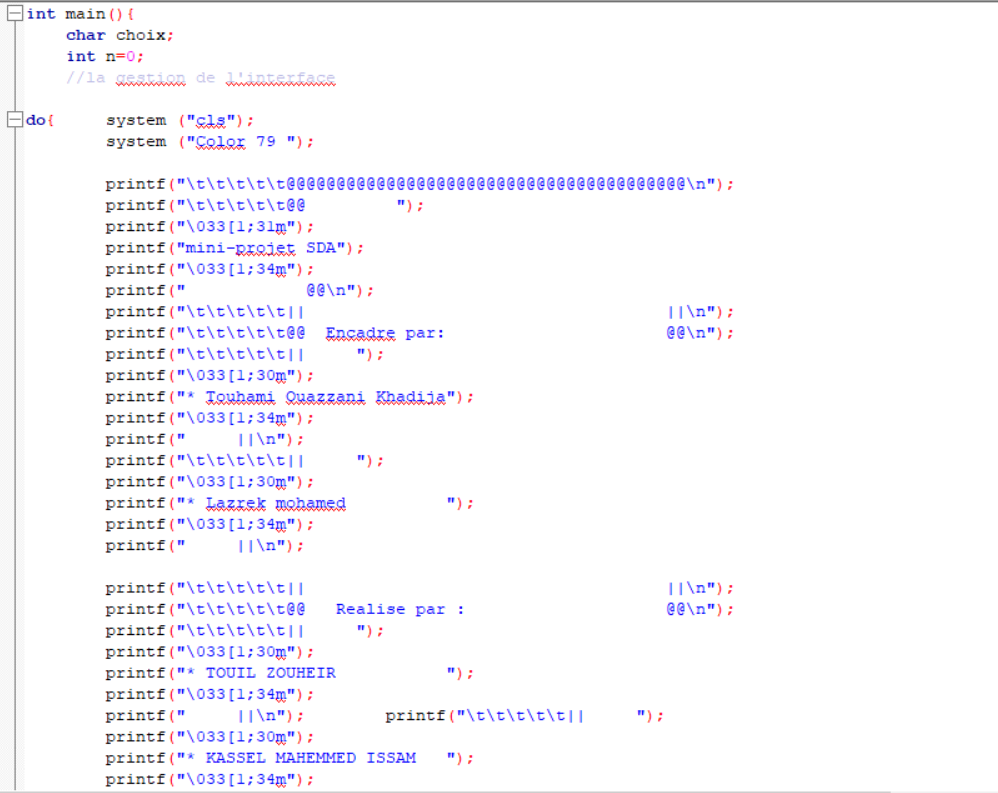 int main(){
char choix;
int n=0;
//la gestion de l'interface
do{      system ("cls");
system ("Color 79 ");
printf("\t\t\t\t\t@@@@@@@@@@@@@@@@@@@@@@@@@@@@@@@@@@@@@@@@\n");
printf("\t\t\t\t\t@@         ");
printf("\033[1;31m");
printf("mini-projet SDA");
printf("\033[1;34m");
printf("            @@\n");
printf("\t\t\t\t\t||                                    ||\n");
printf("\t\t\t\t\t@@  Encadre par:                      @@\n");
printf("\t\t\t\t\t||     ");
printf("\033[1;30m");
printf("* Touhami Ouazzani Khadija");
printf("\033[1;34m");
printf("     ||\n");
printf("\t\t\t\t\t||     ");
printf("\033[1;30m");
printf("* Lazrek mohamed          ");
printf("\033[1;34m");
printf("     ||\n");
printf("\t\t\t\t\t||                                    ||\n");
printf("\t\t\t\t\t@@   Realise par :                    @@\n");
printf("\t\t\t\t\t||     ");
printf("\033[1;30m");
printf("* TOUIL ZOUHEIR           ");
printf("\033[1;34m");
printf("     ||\n");        printf("\t\t\t\t\t||     ");
printf("\033[1;30m");
printf("* KASSEL MAHEMMED ISSAM   ");
printf("\033[1;34m");